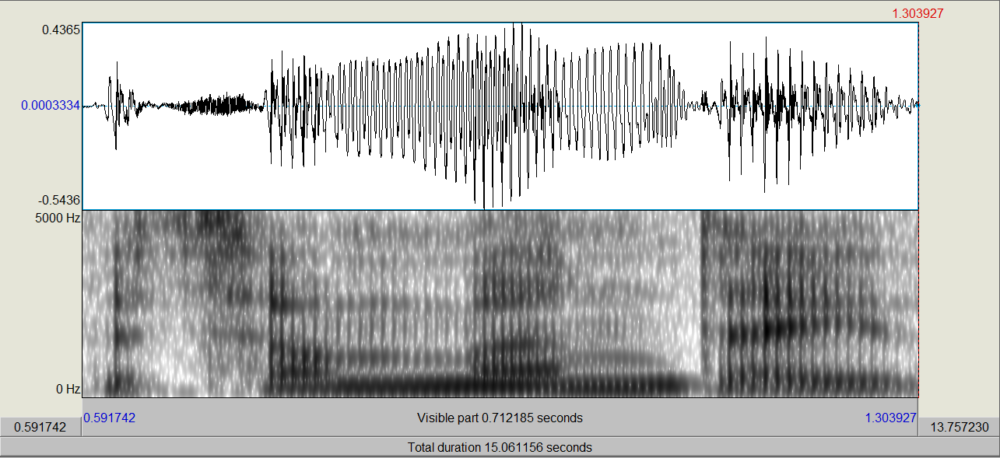 1.303927
0.4365
0.0003334
-0.5436
5000 Hz
0 Hz
0.591742 Visible part 0.712185 seconds 1.303927
0.591742 13.757230
Total duration 15.061156 seconds